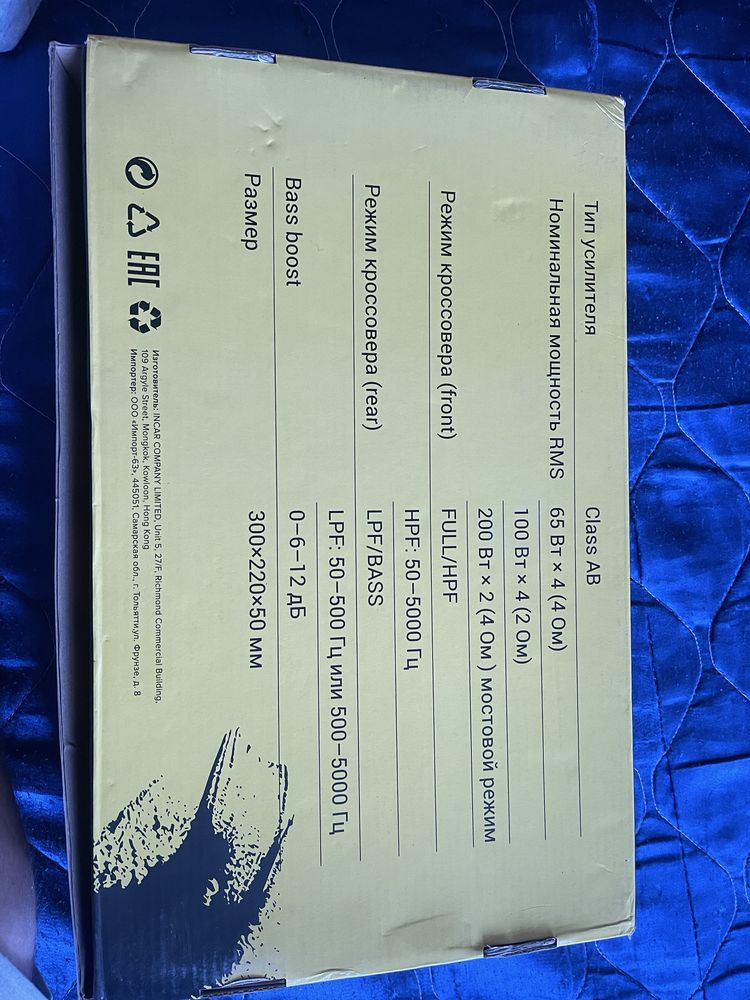 Тип усилителя Class AB
Номинальная мощность RMS 65 Вт × 4 (4 Ом)
100 Вт × 4 (2 Ом)
200 Вт × 2 (4 Ом ) мостовой режим
Режим кроссовера (front) FULL/HPF
HPF: 50–5000 Гц
Режим кроссовера (rear) LPF/BASS
LPF: 50–500 Гц или 500–5000 Гц
Bass boost 0–6–12 дБ
Размер 300×220×50 мм
EAC
Изготовитель: INCAR COMPANY LIMITED, Unit 5, 27/F, Richmond Commercial Building,
109 Argyle Street, Mongkok, Kowloon, Hong Kong
Импортер: ООО «Импорт-63», 445051, Самарская обл., г. Тольятти,ул. Фрунзе, д. 8